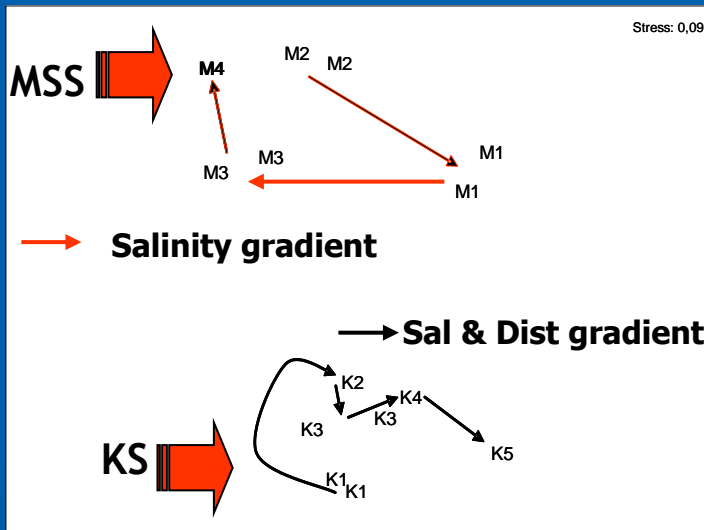 Stress: 0,09
MSS
M4
M2
M2
M3
M3
M1
M1
Salinity gradient
Sal & Dist gradient
K2
K4
K3
K3
K5
KS
K1
K1